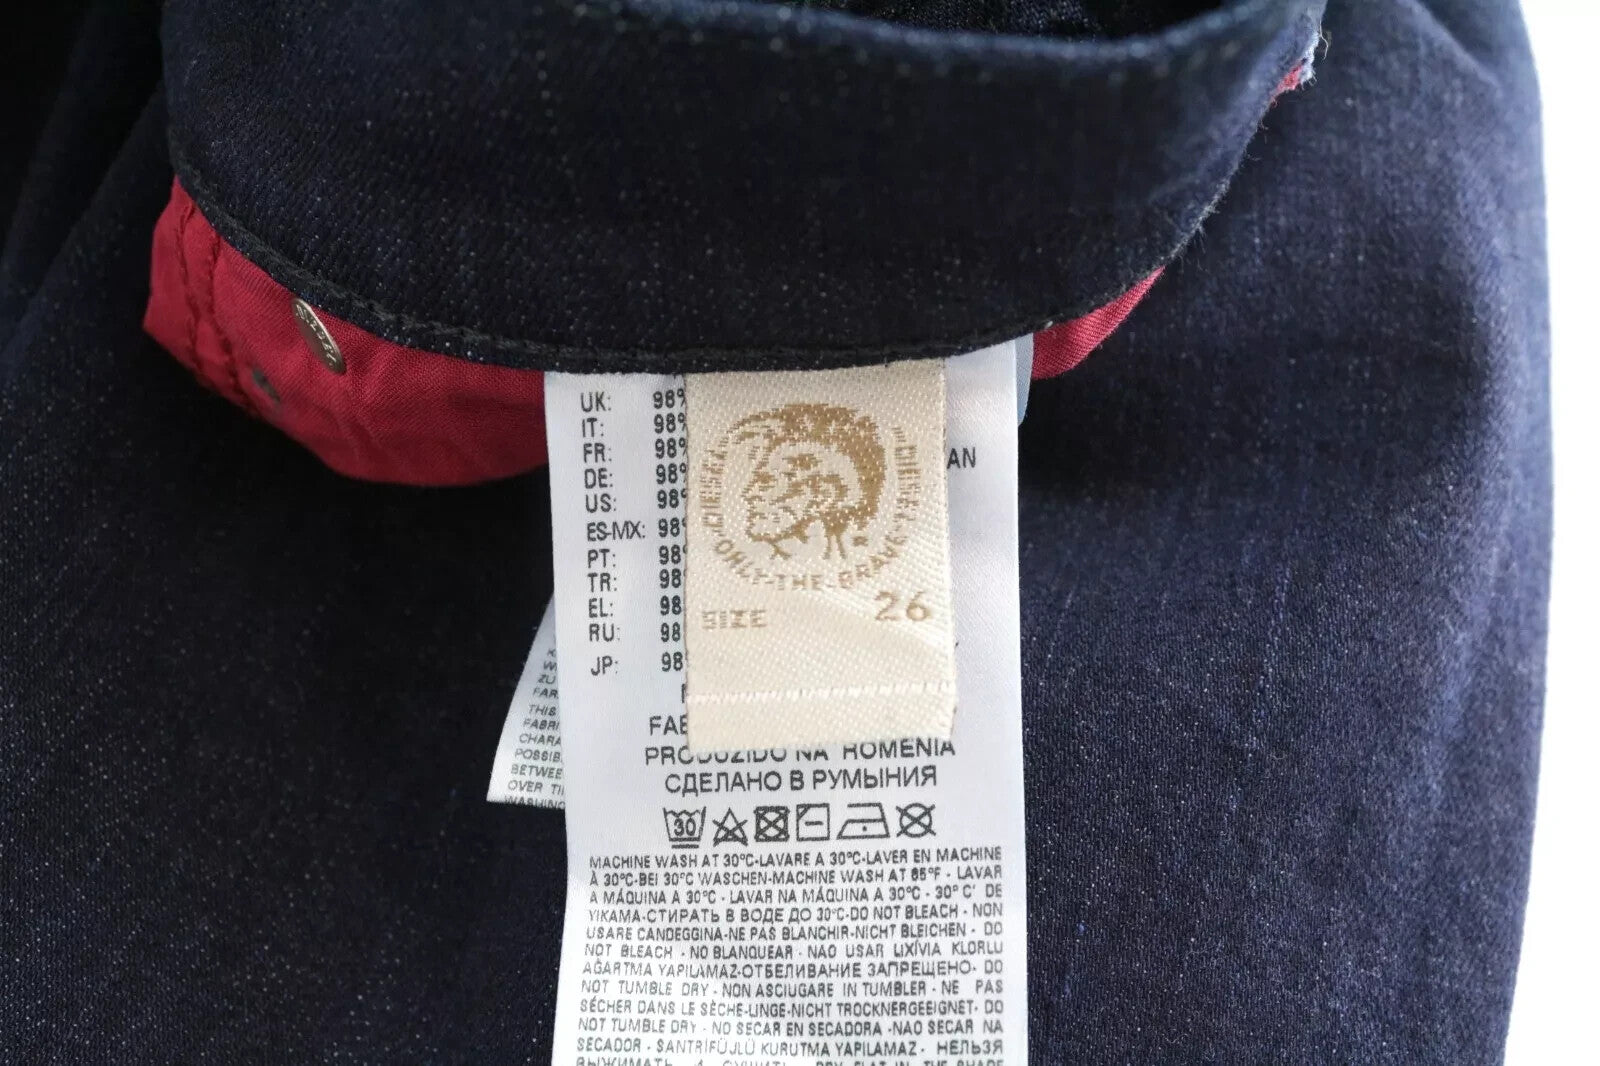 UK: 98%
IT: 98%
FR: 98%
DE: 98%
US: 98%
ES-MX: 98%
PT: 98%
TR: 98
EL: 98
RU: 98
JP: 98
AN
DIESEL
DIESEL
ONLY-THE-BRAVE
SIZE 26
THIS
BETWEE
OVER TI
PRODUZIDO NA ROMENIA
СДЕЛАНО В РУМЫНИЯ
30
MACHINE WASH AT 30°C-LAVARE A 30°C-LAVER EN MACHINE
À 30°C-BEI 30°C WASCHEN-MACHINE WASH AT 85°F - LAVAR
A MÁQUINA A 30°C - LAVAR NA MÁQUINA A 30°C - 30°C' DE
YIKAMA-СТИРАТЬ В ВОДЕ ДО 30°C-DO NOT BLEACH - NON
USARE CANDEGGINA-NE PAS BLANCHIR-NICHT BLEICHEN - DO
NOT BLEACH - NO BLANQUEAR - NAO USAR LIXÍVIA KLORLU
AĞARTMA YAPILAMAZ-ОТБЕЛИВАНИЕ ЗАПРЕЩЕНО- DO
NOT TUMBLE DRY - NON ASCIUGARE IN TUMBLER - NE PAS
SÉCHER DANS LE SÈCHE-LINGE-NICHT TROCKNERGEEIGNET- DO
NOT TUMBLE DRY - NO SECAR EN SECADORA -NAO SECAR NA
SECADOR - SANTRİFÜJLÜ KURUTMA YAPILAMAZ - НЕЛЬЗЯ
DRY FLAT IN THE SHADE